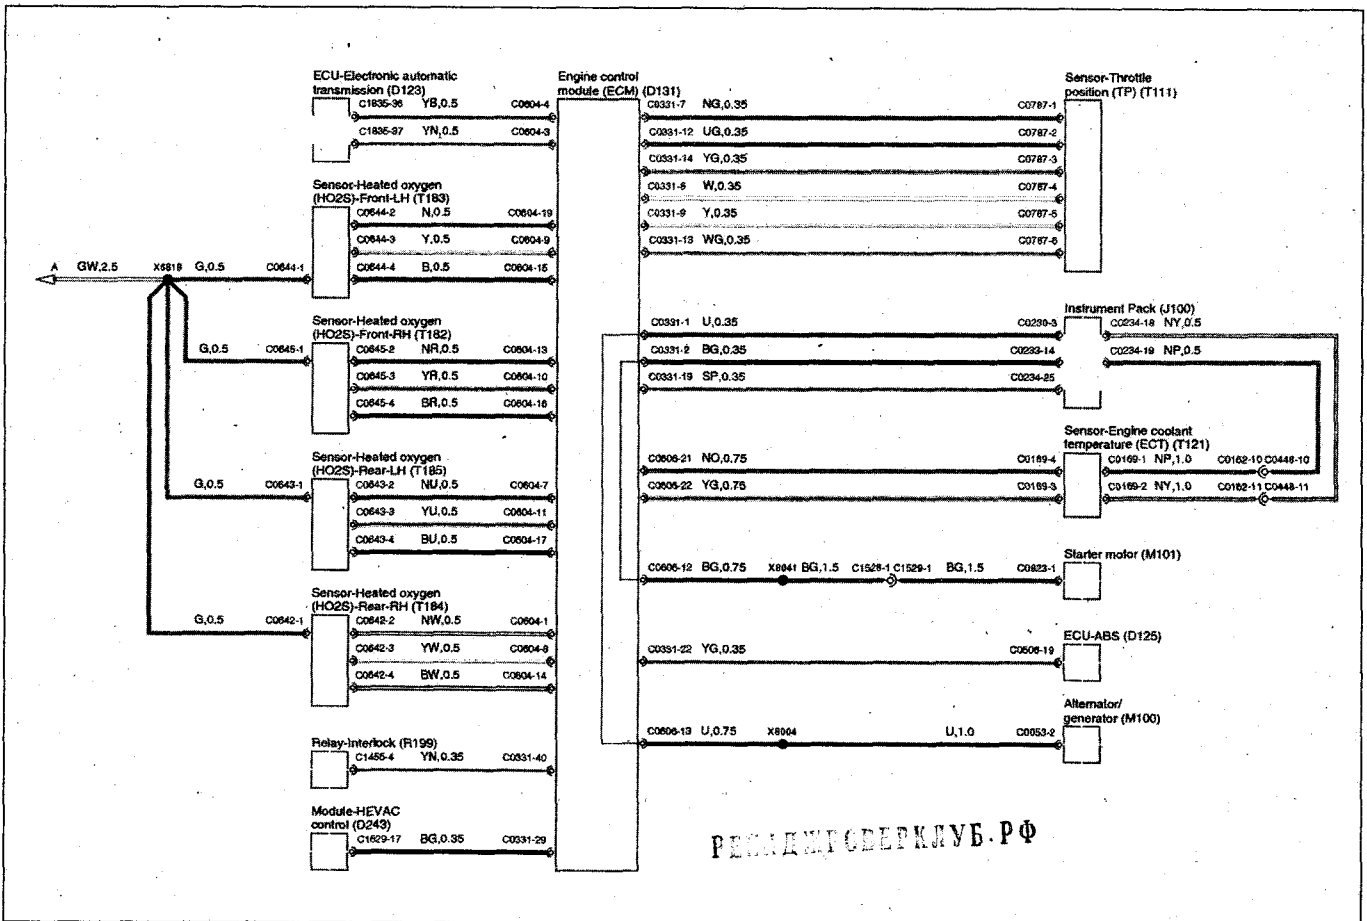 ECU-Electronic automatic
transmission (D123)
C1835-36 YB,0.5 C0604-4
C1835-37 YN,0.5 C0604-3
Engine control
module (ECM) (D131)
Sensor-Throttle
position (TP) (T111)
C0331-7 NG,0.35 C0787-1
C0331-12 UG,0.35 C0787-2
C0331-14 YG,0.35 C0787-3
C0331-6 W,0.35 C0787-4
C0331-9 Y,0.35 C0787-5
C0331-13 WG,0.35 C0787-6
Sensor-Heated oxygen
(HO2S)-Front-LH (T183)
C0644-2 N,0.5 C0604-19
C0644-3 Y,0.5 C0604-9
C0644-4 B,0.5 C0604-15
A GW,2.5 X6818 G,0.5 C0644-1
Sensor-Heated oxygen
(HO2S)-Front-RH (T182)
C0645-2 NR,0.5 C0604-13
G,0.5 C0645-1
C0645-3 YR,0.5 C0604-10
C0645-4 BR,0.5 C0604-16
Instrument Pack (J100)
C0331-1 U,0.35 C0230-3
C0234-18 NY,0.5
C0331-2 BG,0.35 C0233-14
C0234-19 NP,0.5
C0331-19 SP,0.35 C0234-25
Sensor-Heated oxygen
(HO2S)-Rear-LH (T185)
C0643-2 NU,0.5 C0604-7
G,0.5 C0643-1
C0643-3 YU,0.5 C0604-11
C0643-4 BU,0.5 C0604-17
Sensor-Engine coolant
temperature (ECT) (T121)
C0606-21 NO,0.75 C0169-4
C0169-1 NP,1.0 C0162-10 C0448-10
C0606-22 YG,0.75 C0169-3
C0169-2 NY,1.0 C0162-11 C0448-11
Starter motor (M101)
C0606-12 BG,0.75 X8041 BG,1.5 C1528-1 C1529-1 BG,1.5 C0823-1
Sensor-Heated oxygen
(HO2S)-Rear-RH (T184)
C0642-2 NW,0.5 C0604-1
G,0.5 C0642-1
C0642-3 YW,0.5 C0604-8
C0642-4 BW,0.5 C0604-14
ECU-ABS (D125)
C0331-22 YG,0.35 C0506-19
Alternator/
generator (M100)
C0606-13 U,0.75 X8004 U,1.0 C0053-2
Relay-Interlock (R199)
C1455-4 YN,0.35 C0331-40
Module-HEVAC
control (D243)
C1629-17 BG,0.35 C0331-29
РЕНДЖРОВЕРКЛУБ.РФ